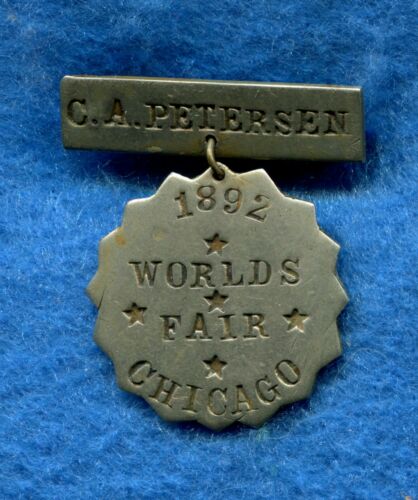 C. A. PETERSEN
1892
WORLDS
FAIR
CHICAGO